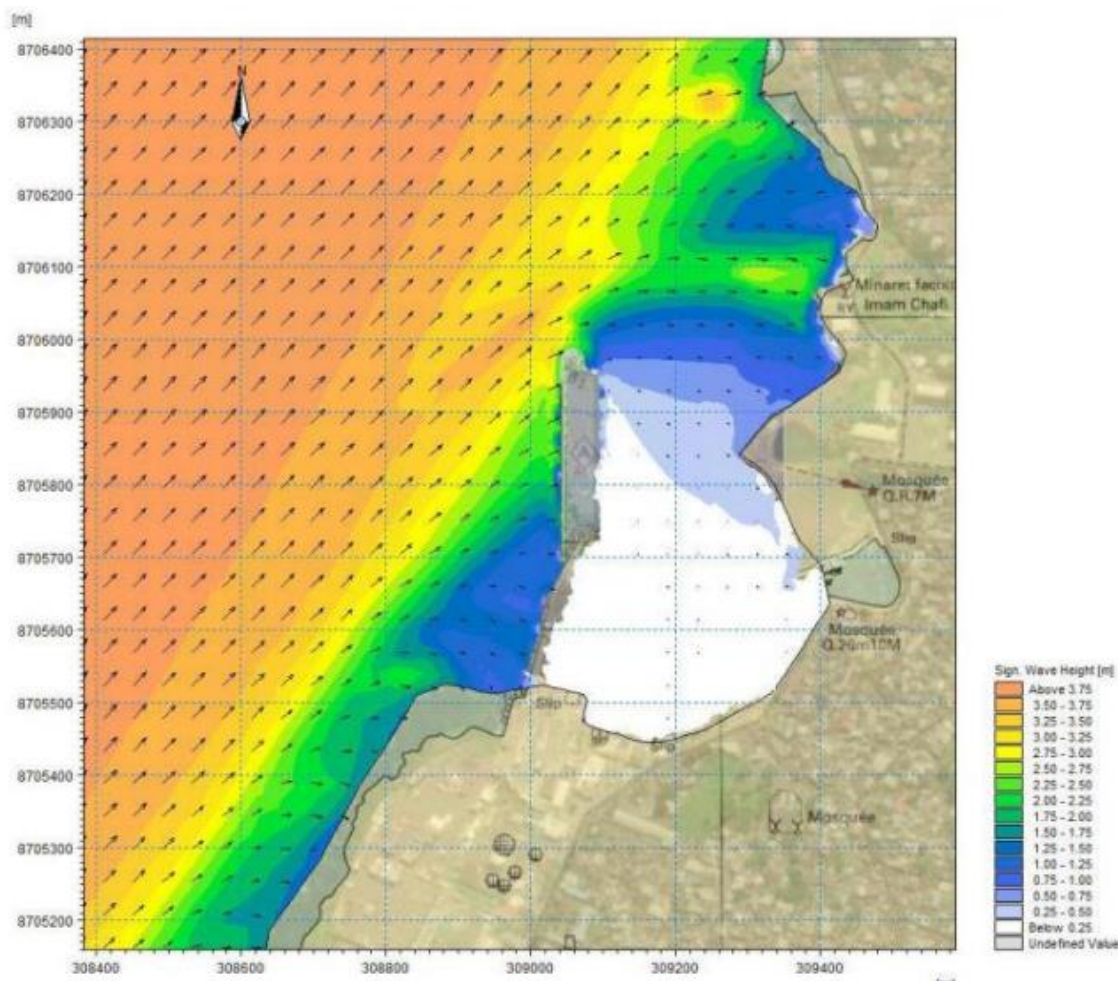 [m]
8706400
8706300
8706200
8706100
8706000
8705900
8705800
8705700
8705600
8705500
8705400
8705300
8705200
N
Minaret
Imam Chafi
Mosquée
Q.R.7M
Slip
Mosquée
Slip
Mosquée
308400
308600
308800
309000
309200
309400
Sign. Wave Height [m]
Above 3.75
3.50 - 3.75
3.25 - 3.50
3.00 - 3.25
2.75 - 3.00
2.50 - 2.75
2.25 - 2.50
2.00 - 2.25
1.75 - 2.00
1.50 - 1.75
1.25 - 1.50
1.00 - 1.25
0.75 - 1.00
0.50 - 0.75
0.25 - 0.50
Below 0.25
Undefined Value